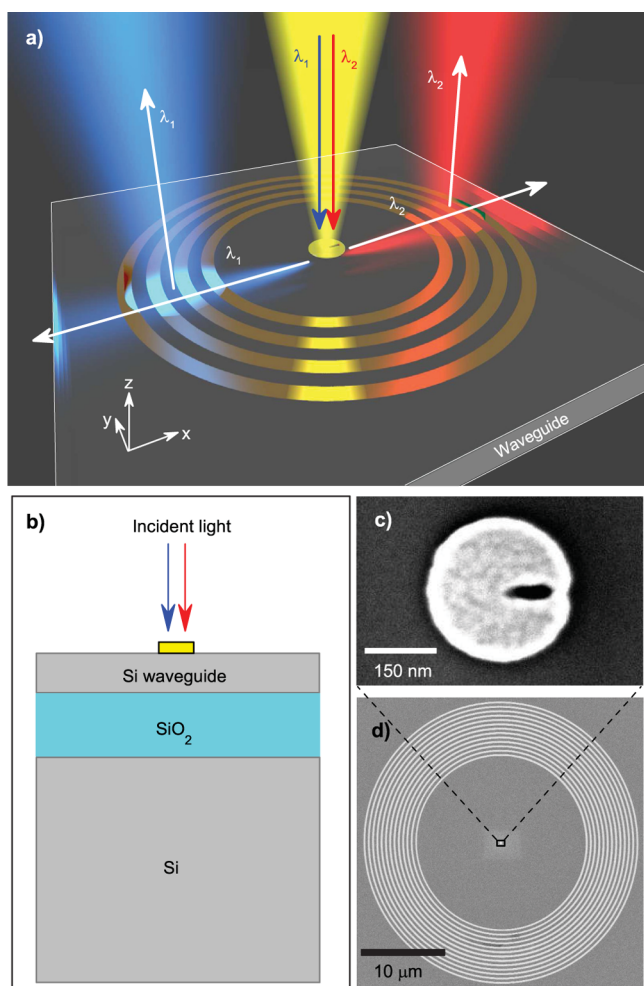 a)
λ₁
λ₂
λ₂
λ₁
λ₂
λ₁
z
y
x
Waveguide
b)
Incident light
Si waveguide
SiO₂
Si
c)
150 nm
d)
10 μm